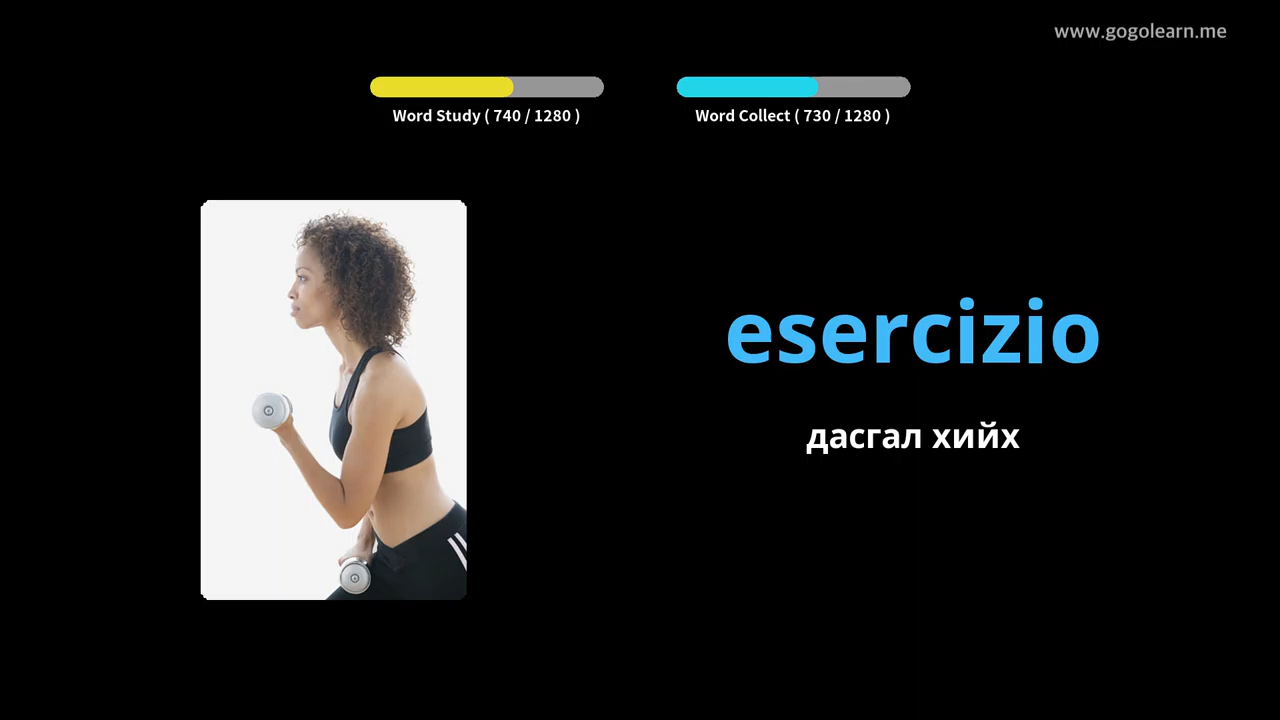 www.gogolearn.me
Word Study ( 740 / 1280 )
Word Collect ( 730 / 1280 )
esercizio
дасгал хийх